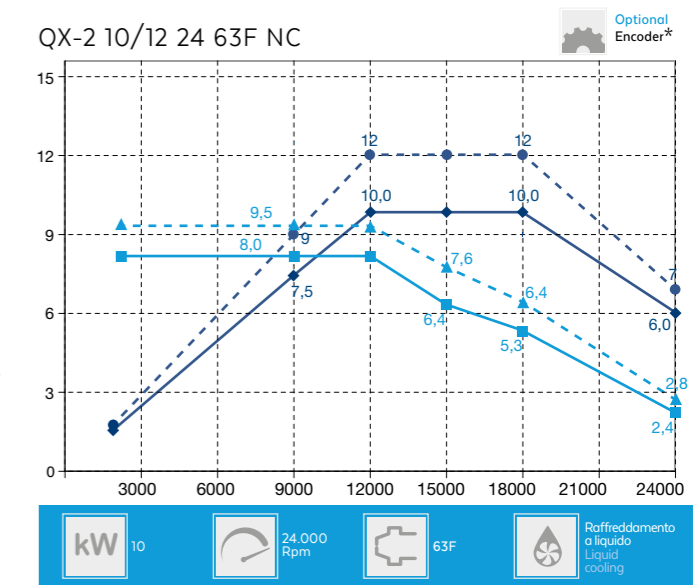 QX-2 10/12 24 63F NC
Optional
Encoder*
15
12
9
6
3
0
12
12
10,0
10,0
9,5
9
8,0
7,5
7,6
6,4
6,4
5,3
7
6,0
2,8
2,4
3000 6000 9000 12000 15000 18000 21000 24000
kW 10
24.000
Rpm
63F
Raffreddamento
a liquido
Liquid
cooling